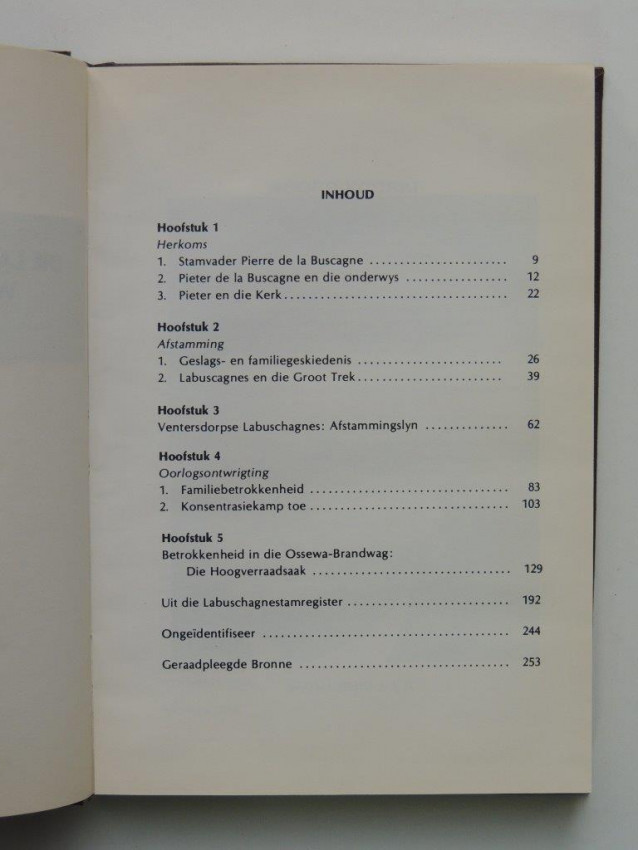 INHOUD
Hoofstuk 1
Herkoms
1. Stamvader Pierre de la Buscagne ....................... 9
2. Pieter de la Buscagne en die onderwys ................. 12
3. Pieter en die Kerk.................................... 22
Hoofstuk 2
Afstamming
1. Geslags- en familiegeskiedenis ........................ 26
2. Labuscagnes en die Groot Trek........................ 39
Hoofstuk 3
Ventersdorpse Labuschagnes: Afstammingslyn .............. 62
Hoofstuk 4
Oorlogsontwrigting
1. Familiebetrokkenheid ................................. 83
2. Konsentrasiekamp toe ................................. 103
Hoofstuk 5
Betrokkenheid in die Ossewa-Brandwag:
Die Hoogverraadsaak ................................ 129
Uit die Labuschagnestamregister ........................... 192
Ongeïdentifiseer ......................................... 244
Geraadpleegde Bronne ................................... 253